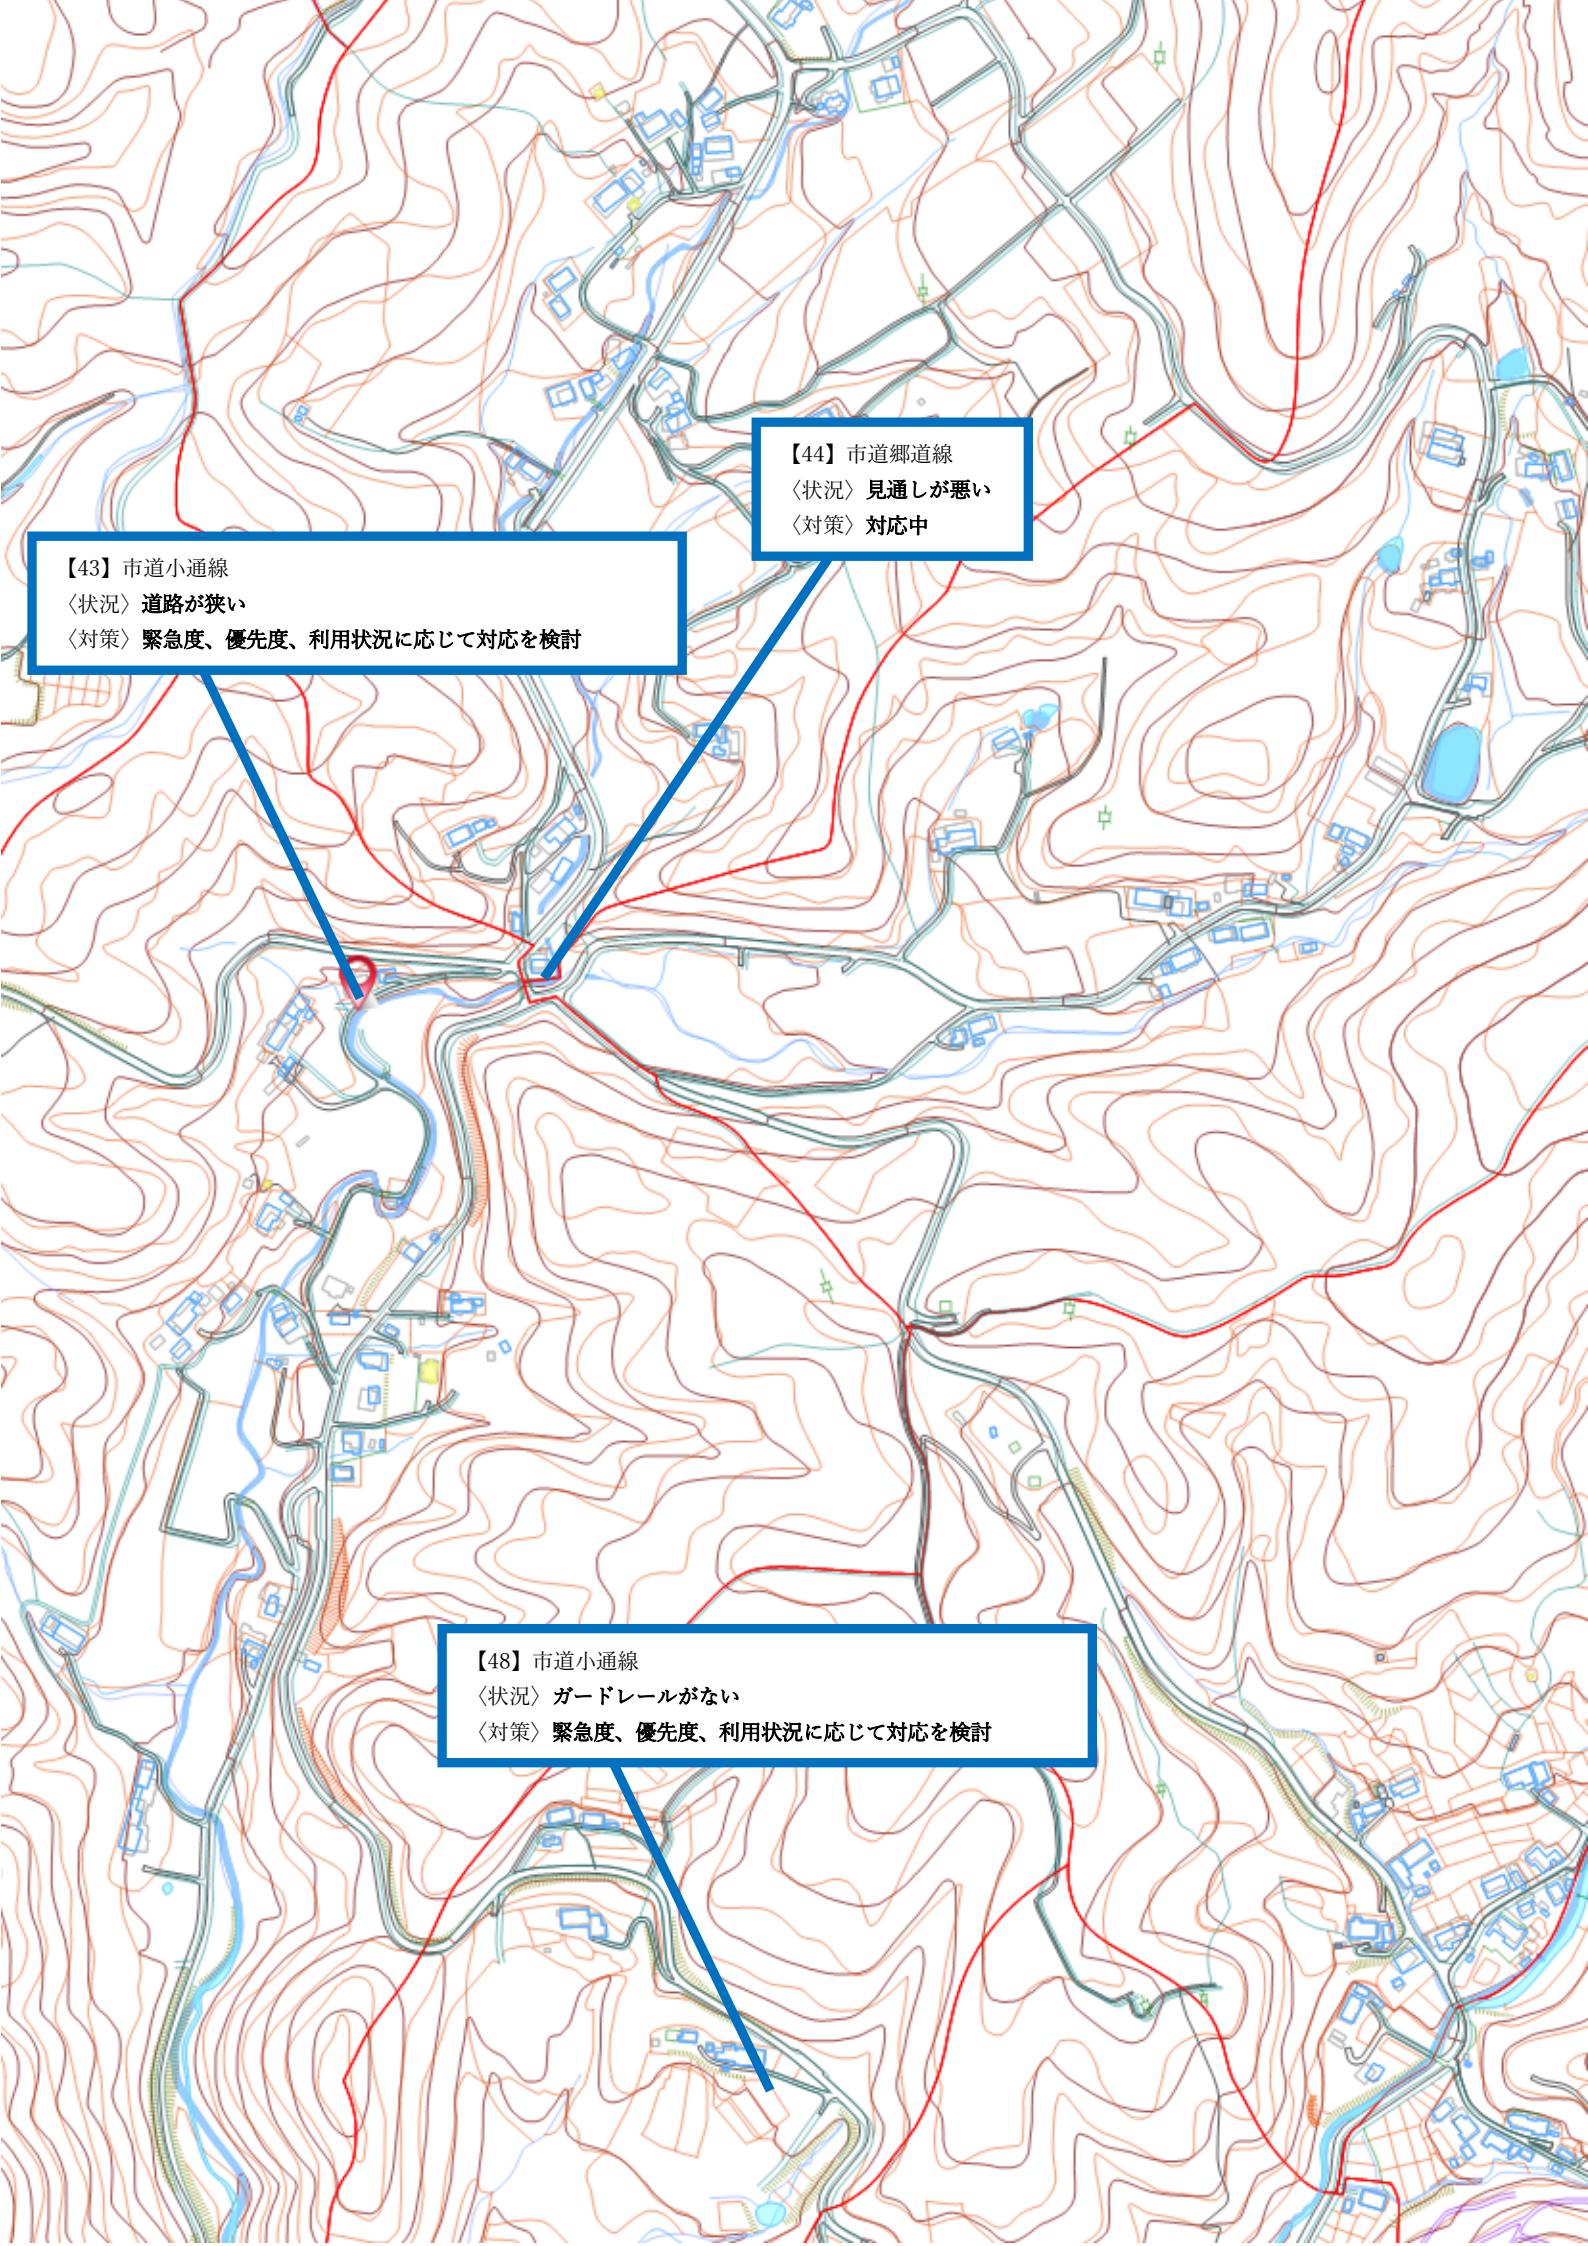 【44】市道郷道線
〈状況〉見通しが悪い
〈対策〉対応中
【43】市道小通線
〈状況〉道路が狭い
〈対策〉緊急度、優先度、利用状況に応じて対応を検討
【48】市道小通線
〈状況〉ガードレールがない
〈対策〉緊急度、優先度、利用状況に応じて対応を検討